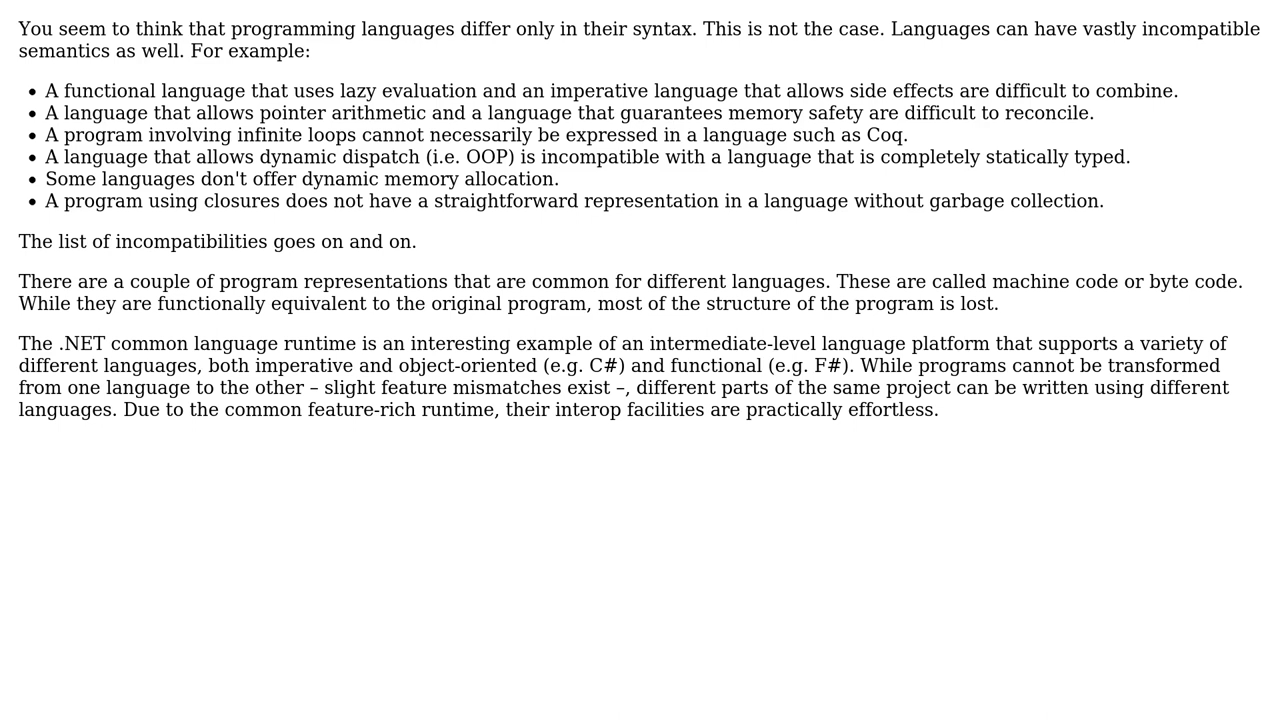 You seem to think that programming languages differ only in their syntax. This is not the case. Languages can have vastly incompatible
semantics as well. For example:
• A functional language that uses lazy evaluation and an imperative language that allows side effects are difficult to combine.
• A language that allows pointer arithmetic and a language that guarantees memory safety are difficult to reconcile.
• A program involving infinite loops cannot necessarily be expressed in a language such as Coq.
• A language that allows dynamic dispatch (i.e. OOP) is incompatible with a language that is completely statically typed.
• Some languages don't offer dynamic memory allocation.
• A program using closures does not have a straightforward representation in a language without garbage collection.
The list of incompatibilities goes on and on.
There are a couple of program representations that are common for different languages. These are called machine code or byte code.
While they are functionally equivalent to the original program, most of the structure of the program is lost.
The .NET common language runtime is an interesting example of an intermediate-level language platform that supports a variety of
different languages, both imperative and object-oriented (e.g. C#) and functional (e.g. F#). While programs cannot be transformed
from one language to the other – slight feature mismatches exist –, different parts of the same project can be written using different
languages. Due to the common feature-rich runtime, their interop facilities are practically effortless.